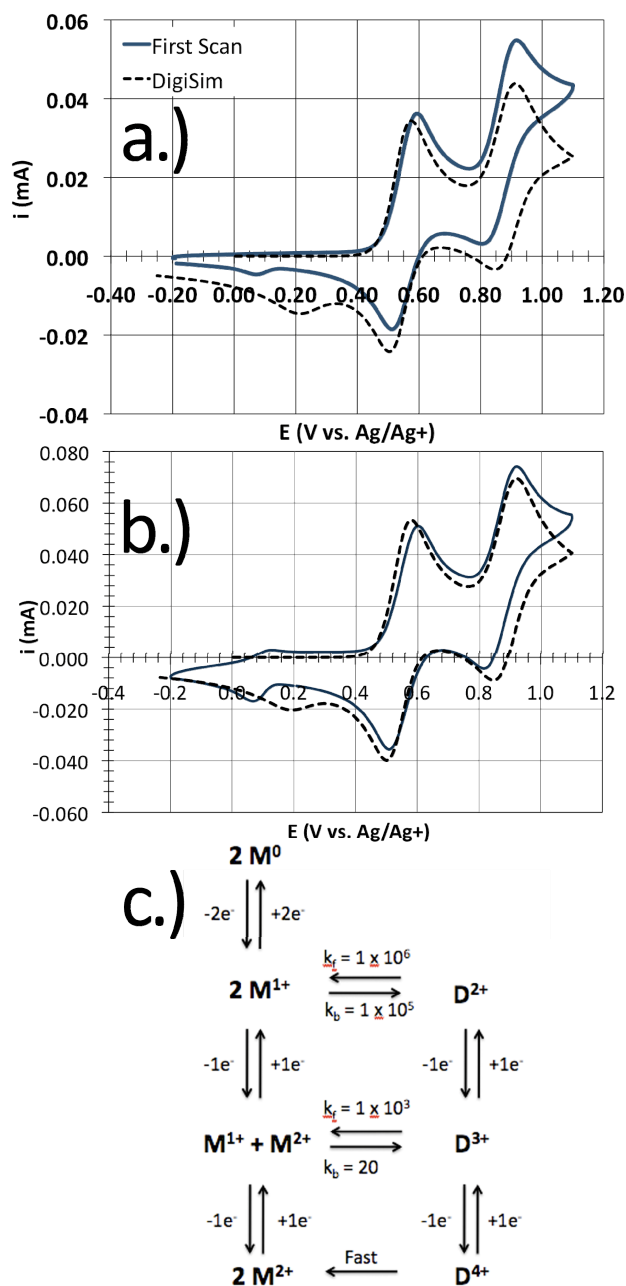 0.06
First Scan
DigiSim
a.)
0.04
i (mA)
0.02
0.00
-0.40 -0.20 0.00 0.20 0.40 0.60 0.80 1.00 1.20
-0.02
-0.04
E (V vs. Ag/Ag+)
0.080
b.)
0.060
0.040
i (mA)
0.020
0.000
-0.4 -0.2 0.0 0.2 0.4 0.6 0.8 1.0 1.2
-0.020
-0.040
-0.060
E (V vs. Ag/Ag+)
c.)
2 M⁰
-2e⁻ +2e⁻
k_f = 1 x 10⁶
2 M¹⁺ D²⁺
k_b = 1 x 10⁵
-1e⁻ +1e⁻ -1e⁻ +1e⁻
k_f = 1 x 10³
M¹⁺ + M²⁺ D³⁺
k_b = 20
-1e⁻ +1e⁻ -1e⁻ +1e⁻
Fast
2 M²⁺ D⁴⁺